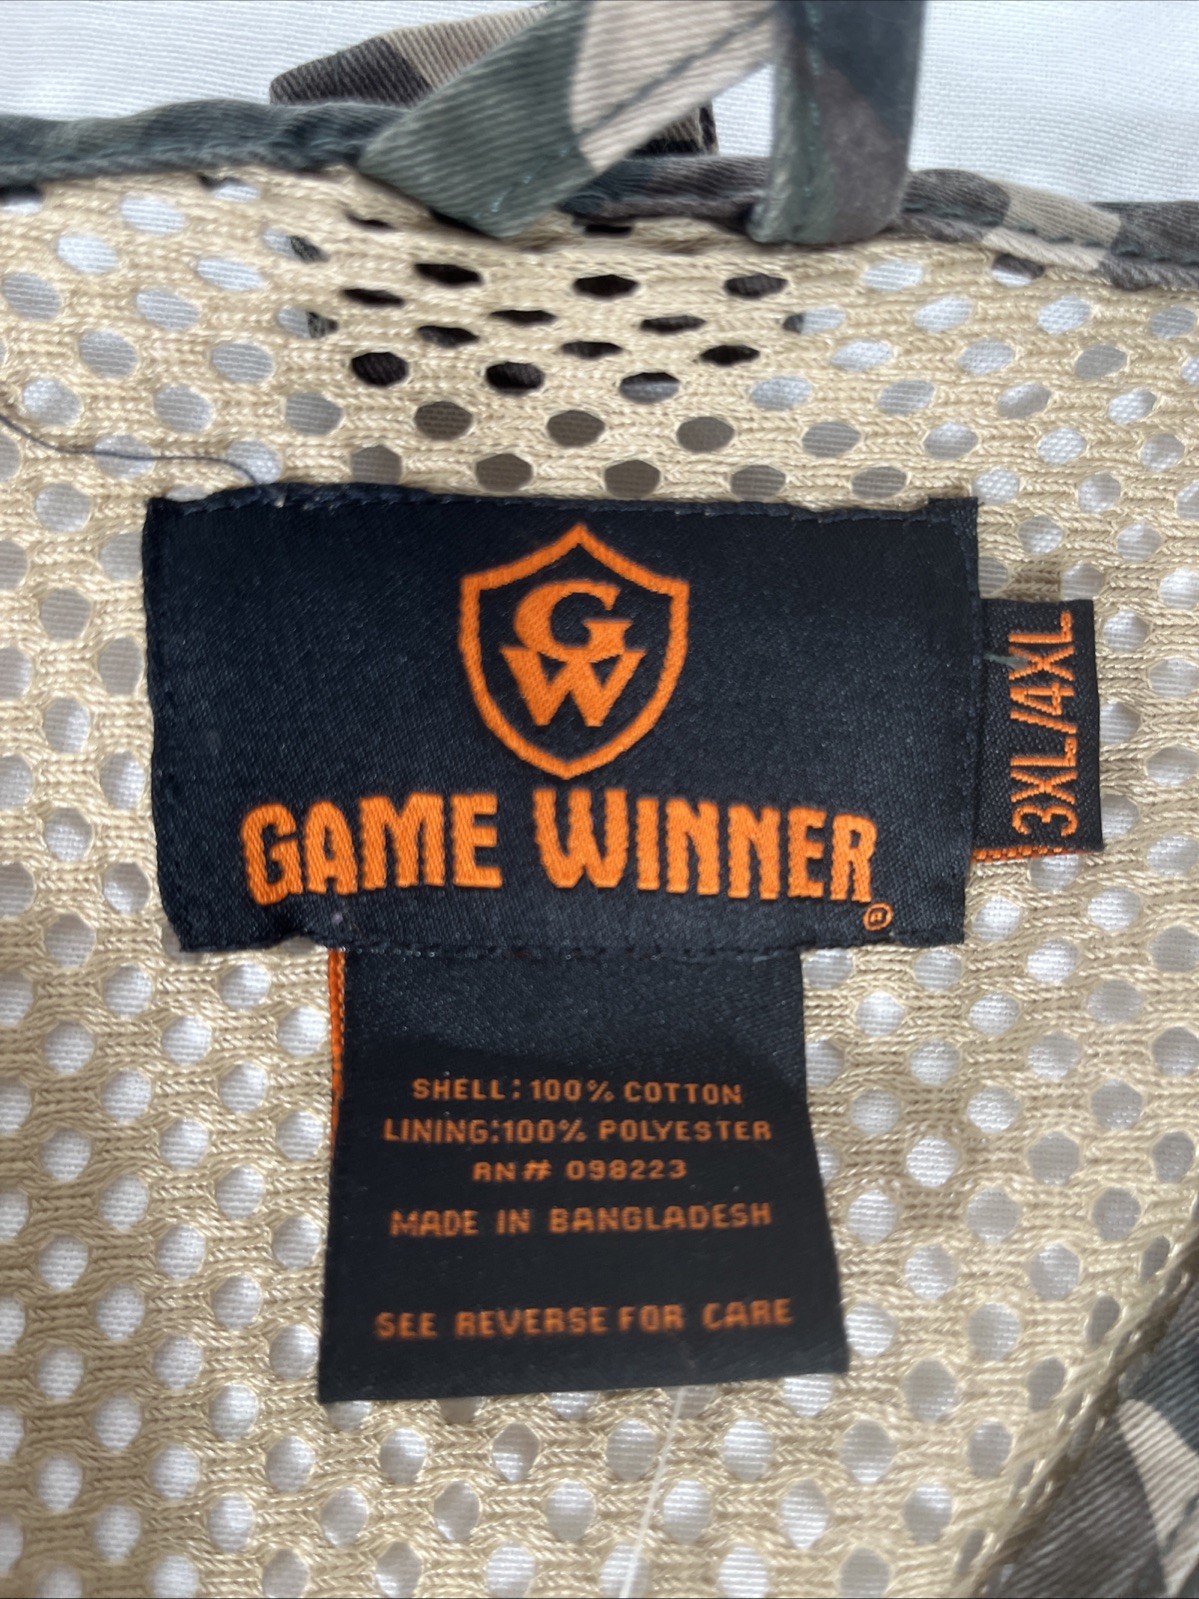 G
W
GAME WINNER®
3XL/4XL
SHELL: 100% COTTON
LINING:100% POLYESTER
RN# 098223
MADE IN BANGLADESH
SEE REVERSE FOR CARE